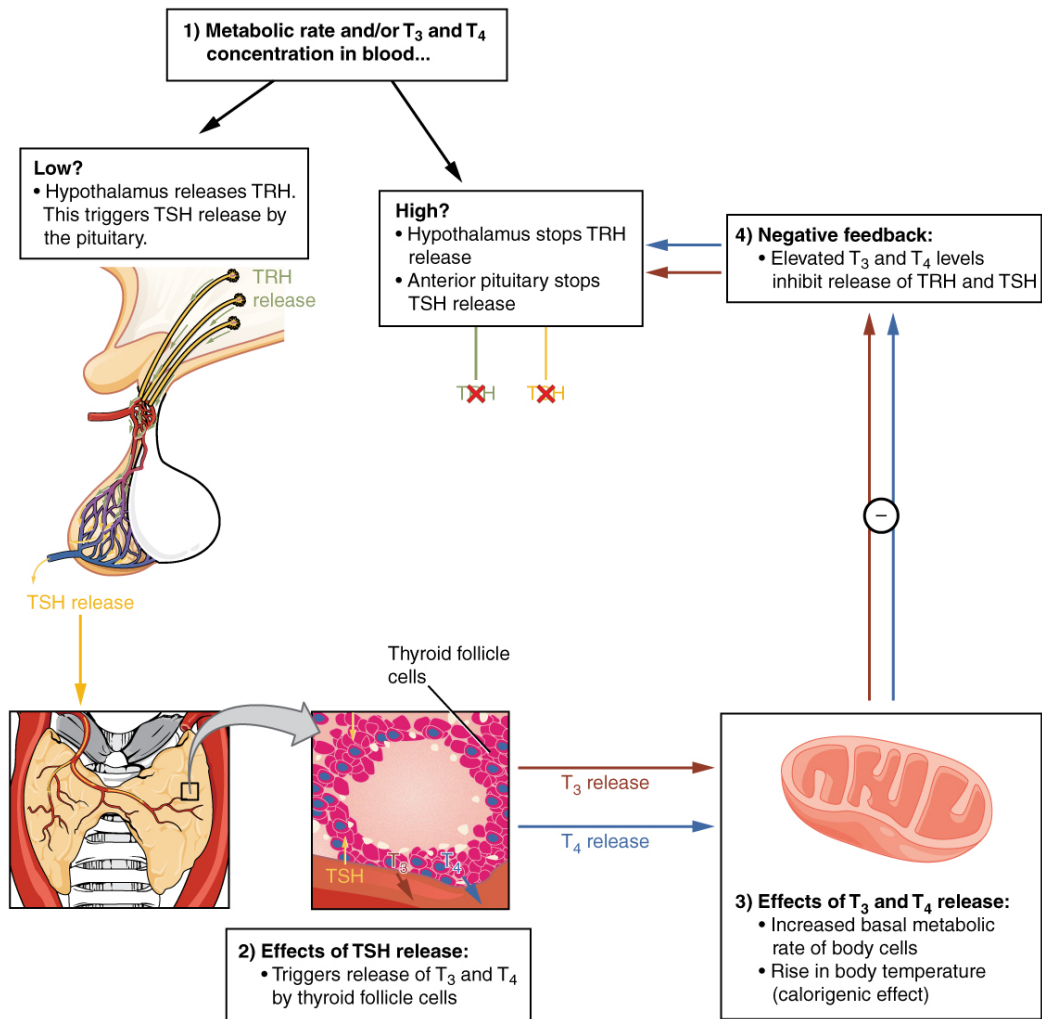 1) Metabolic rate and/or T3 and T4
concentration in blood...
Low?
• Hypothalamus releases TRH.
This triggers TSH release by
the pituitary.
High?
• Hypothalamus stops TRH
release
• Anterior pituitary stops
TSH release
4) Negative feedback:
• Elevated T3 and T4 levels
inhibit release of TRH and TSH
TRH
release
TSH release
–
Thyroid follicle
cells
T3 release
T4 release
TSH
T3
T4
2) Effects of TSH release:
• Triggers release of T3 and T4
by thyroid follicle cells
3) Effects of T3 and T4 release:
• Increased basal metabolic
rate of body cells
• Rise in body temperature
(calorigenic effect)